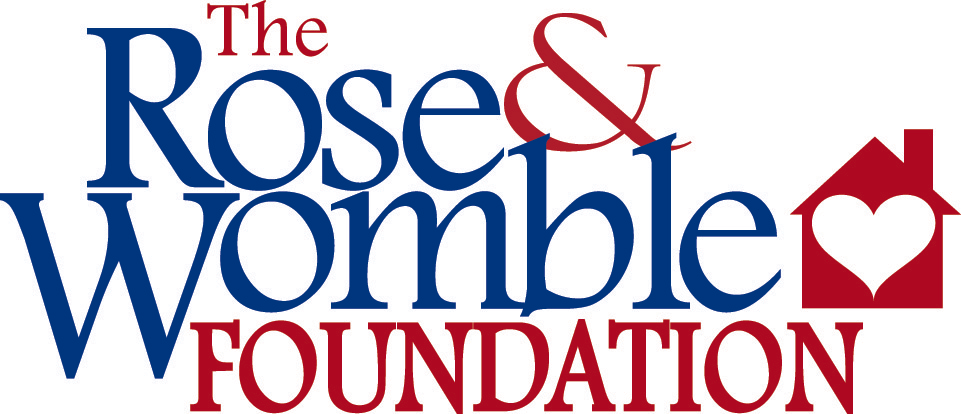 The
Rose &
Womble
FOUNDATION